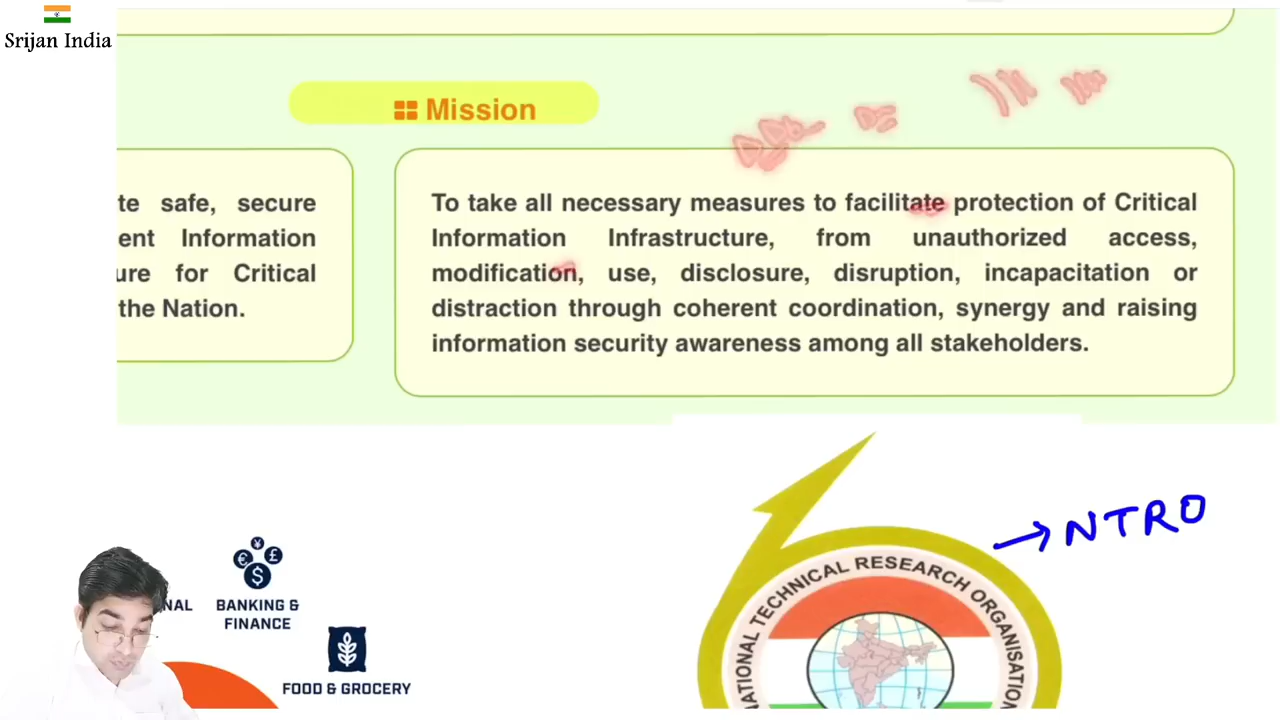 Srijan India
Mission
te safe, secure
ent Information
ure for Critical
the Nation.
To take all necessary measures to facilitate protection of Critical
Information Infrastructure, from unauthorized access,
modification, use, disclosure, disruption, incapacitation or
distraction through coherent coordination, synergy and raising
information security awareness among all stakeholders.
→ NTRO
NATIONAL TECHNICAL RESEARCH ORGANISATION
NAL
BANKING &
FINANCE
FOOD & GROCERY